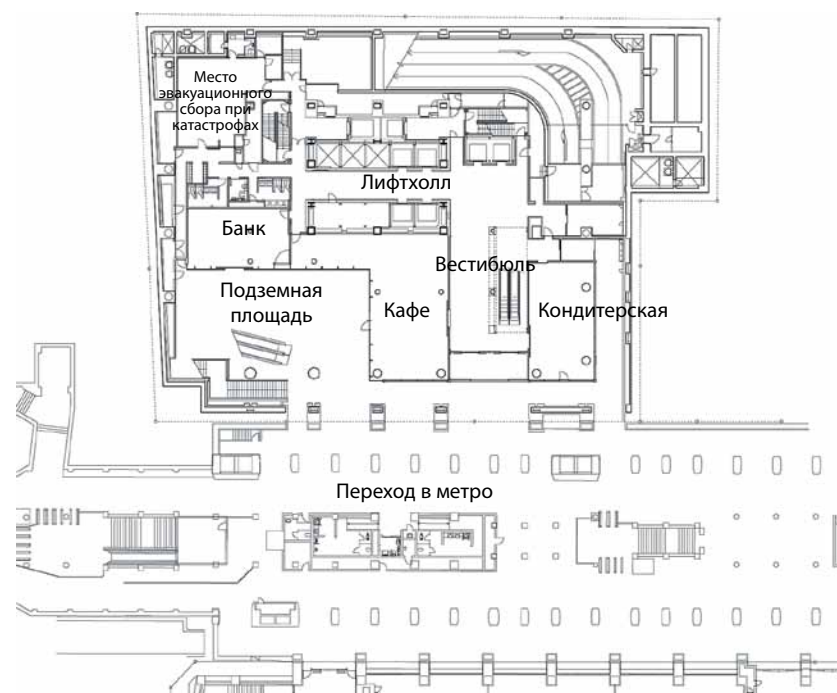 Место
эвакуационного
сбора при
катастрофах
Лифтхолл
Банк
Вестибюль
Подземная
площадь
Кафе
Кондитерская
Переход в метро